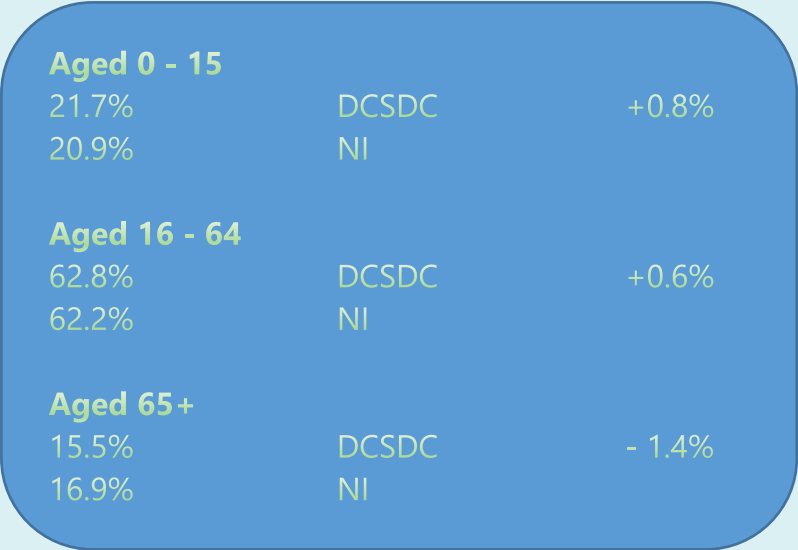 Aged 0 - 15
21.7% DCSDC +0.8%
20.9% NI
Aged 16 - 64
62.8% DCSDC +0.6%
62.2% NI
Aged 65+
15.5% DCSDC - 1.4%
16.9% NI